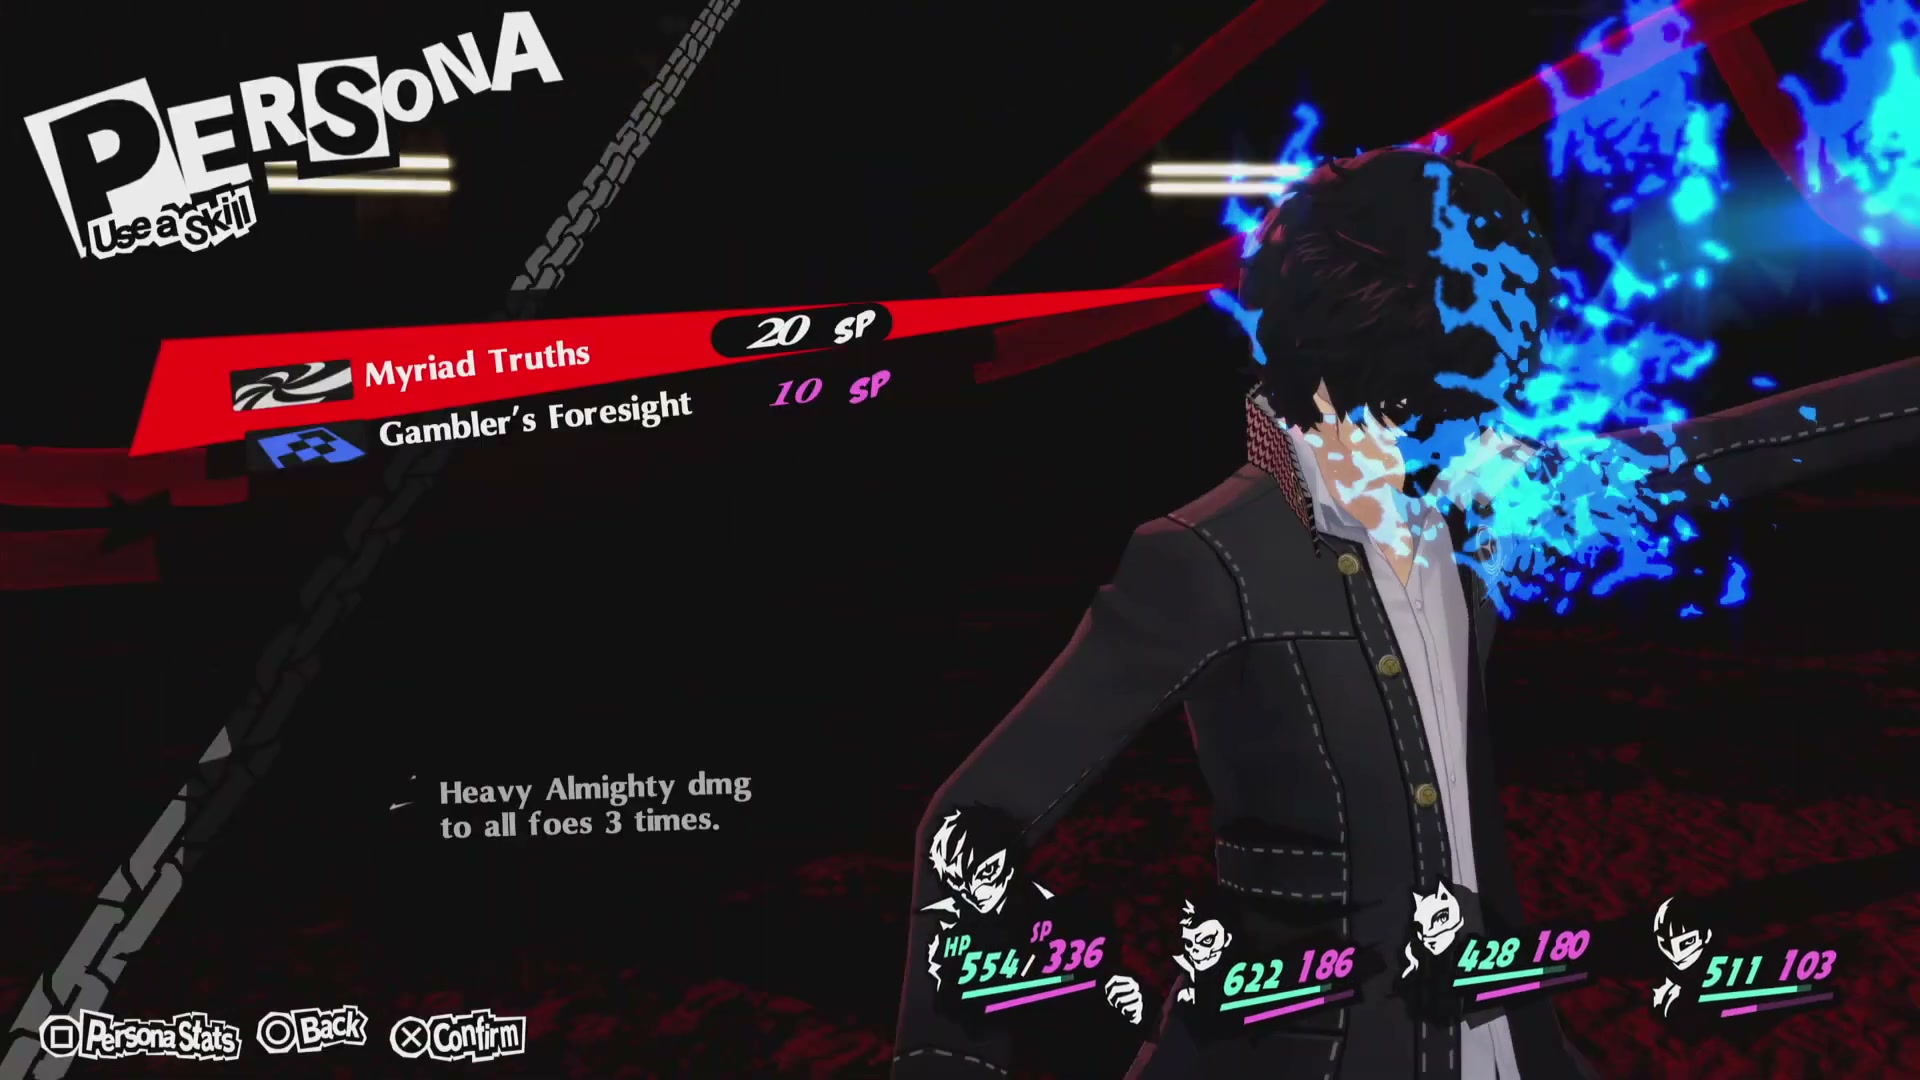 PERSONA
Use a Skill
Myriad Truths 20 SP
Gambler's Foresight 10 SP
Heavy Almighty dmg
to all foes 3 times.
HP 554/ SP 336
622 186
428 180
511 103
Persona Stats Back Confirm